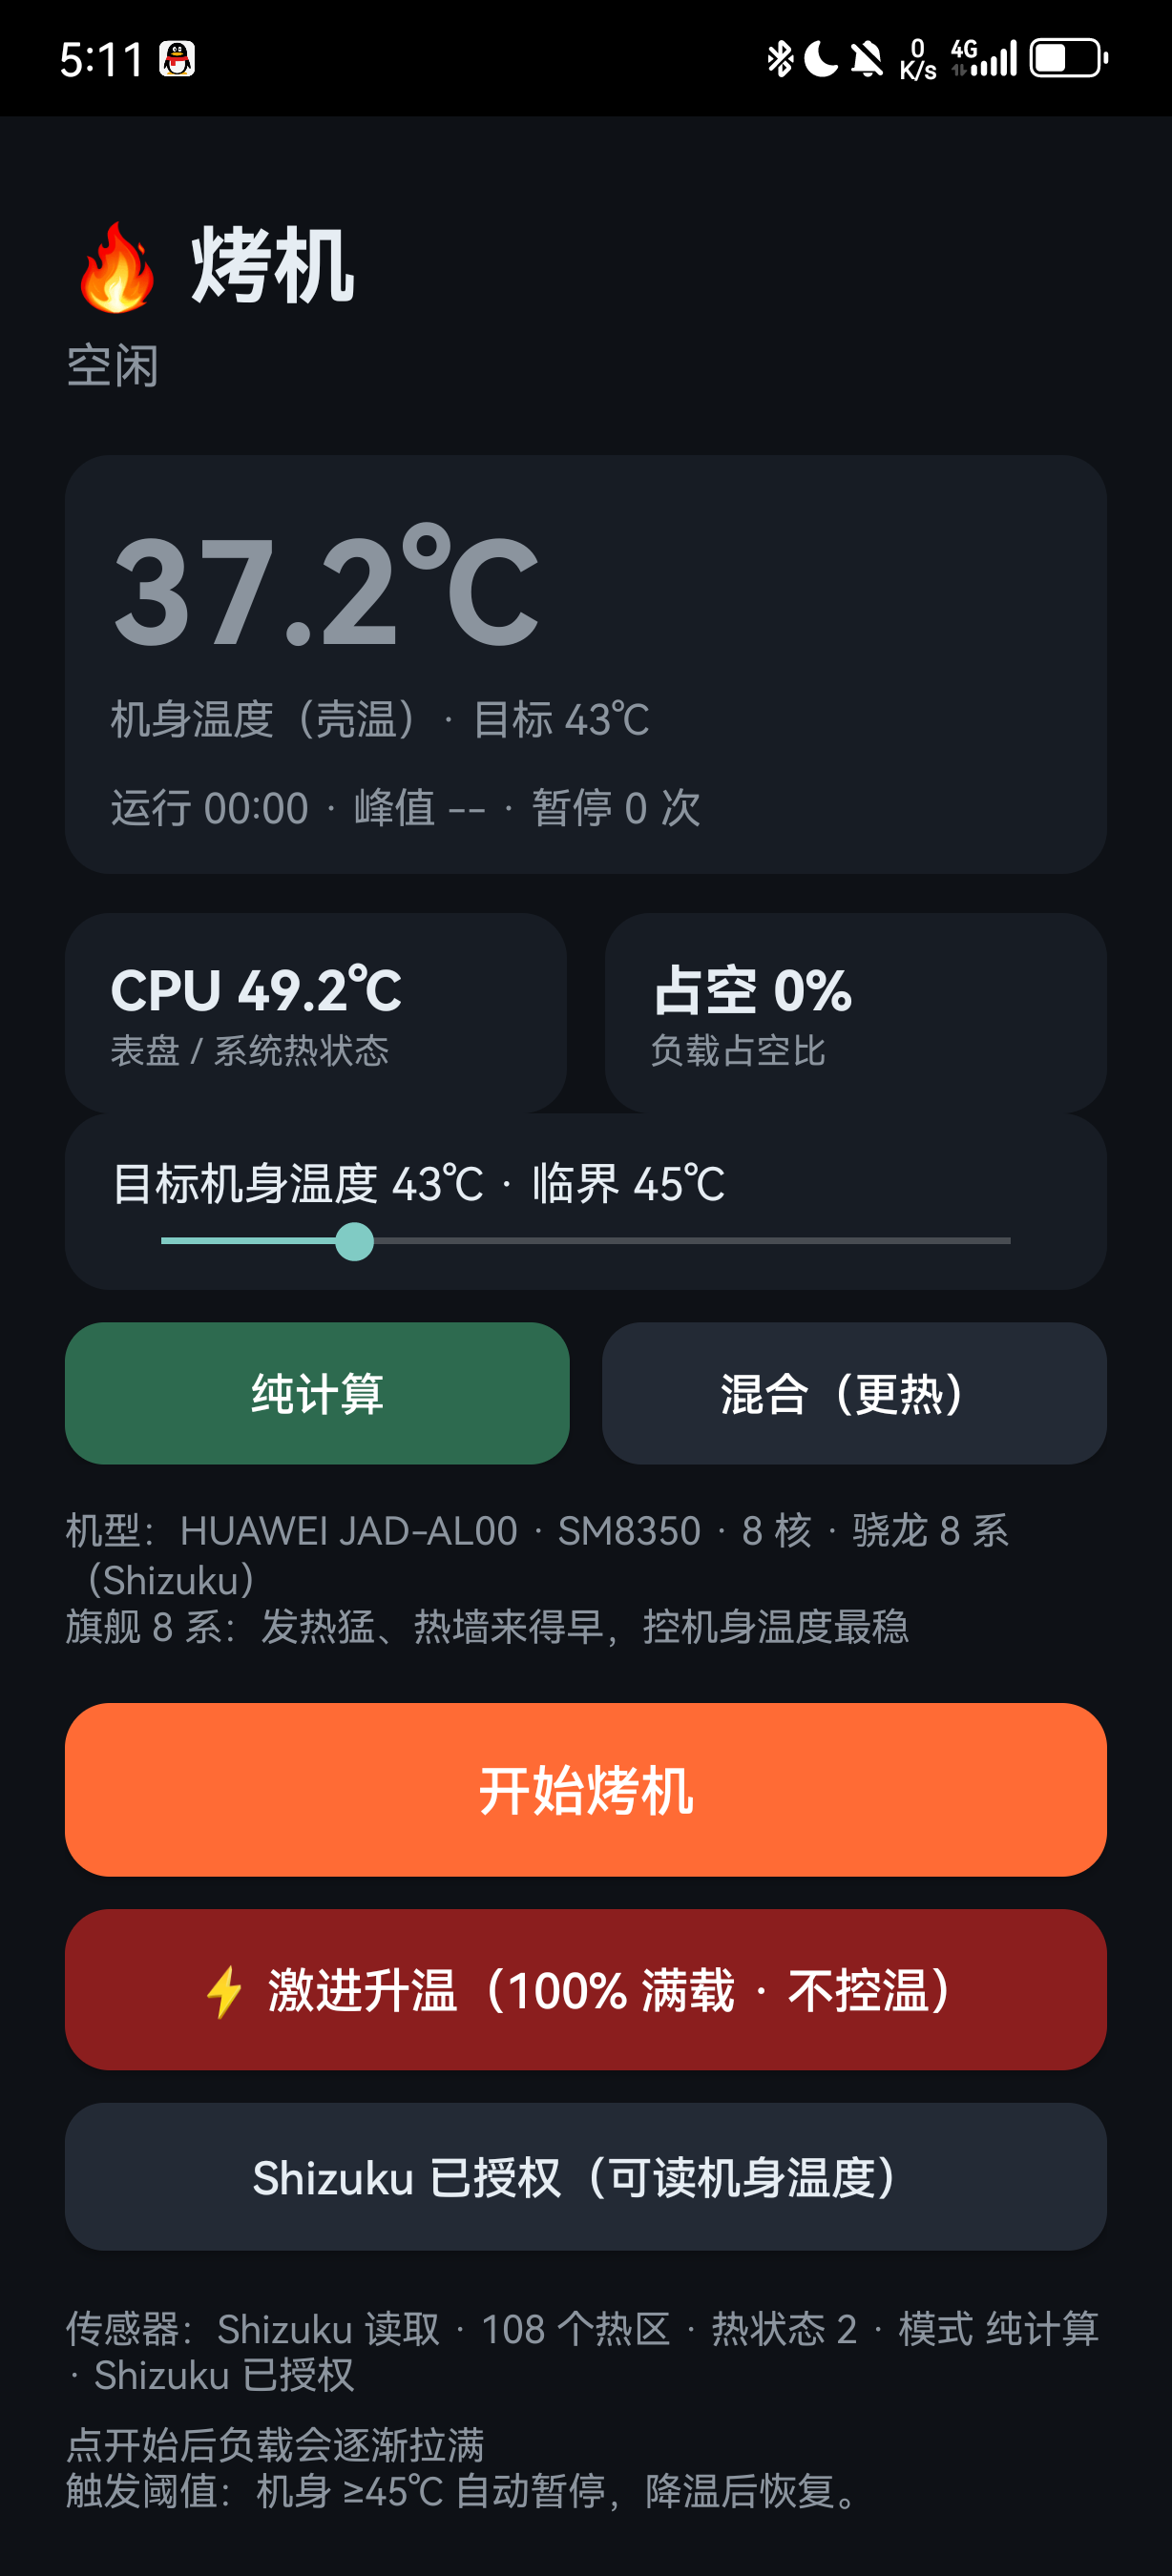 5:11
0 K/s 4G
🔥 烤机
空闲
37.2℃
机身温度（壳温） · 目标 43℃
运行 00:00 · 峰值 -- · 暂停 0 次
CPU 49.2℃
表盘 / 系统热状态
占空 0%
负载占空比
目标机身温度 43℃ · 临界 45℃
纯计算
混合（更热）
机型：HUAWEI JAD-AL00 · SM8350 · 8 核 · 骁龙 8 系
（Shizuku）
旗舰 8 系：发热猛、热墙来得早，控机身温度最稳
开始烤机
⚡ 激进升温（100% 满载 · 不控温）
Shizuku 已授权（可读机身温度）
传感器：Shizuku 读取 · 108 个热区 · 热状态 2 · 模式 纯计算
· Shizuku 已授权
点开始后负载会逐渐拉满
触发阈值：机身 ≥45℃ 自动暂停，降温后恢复。